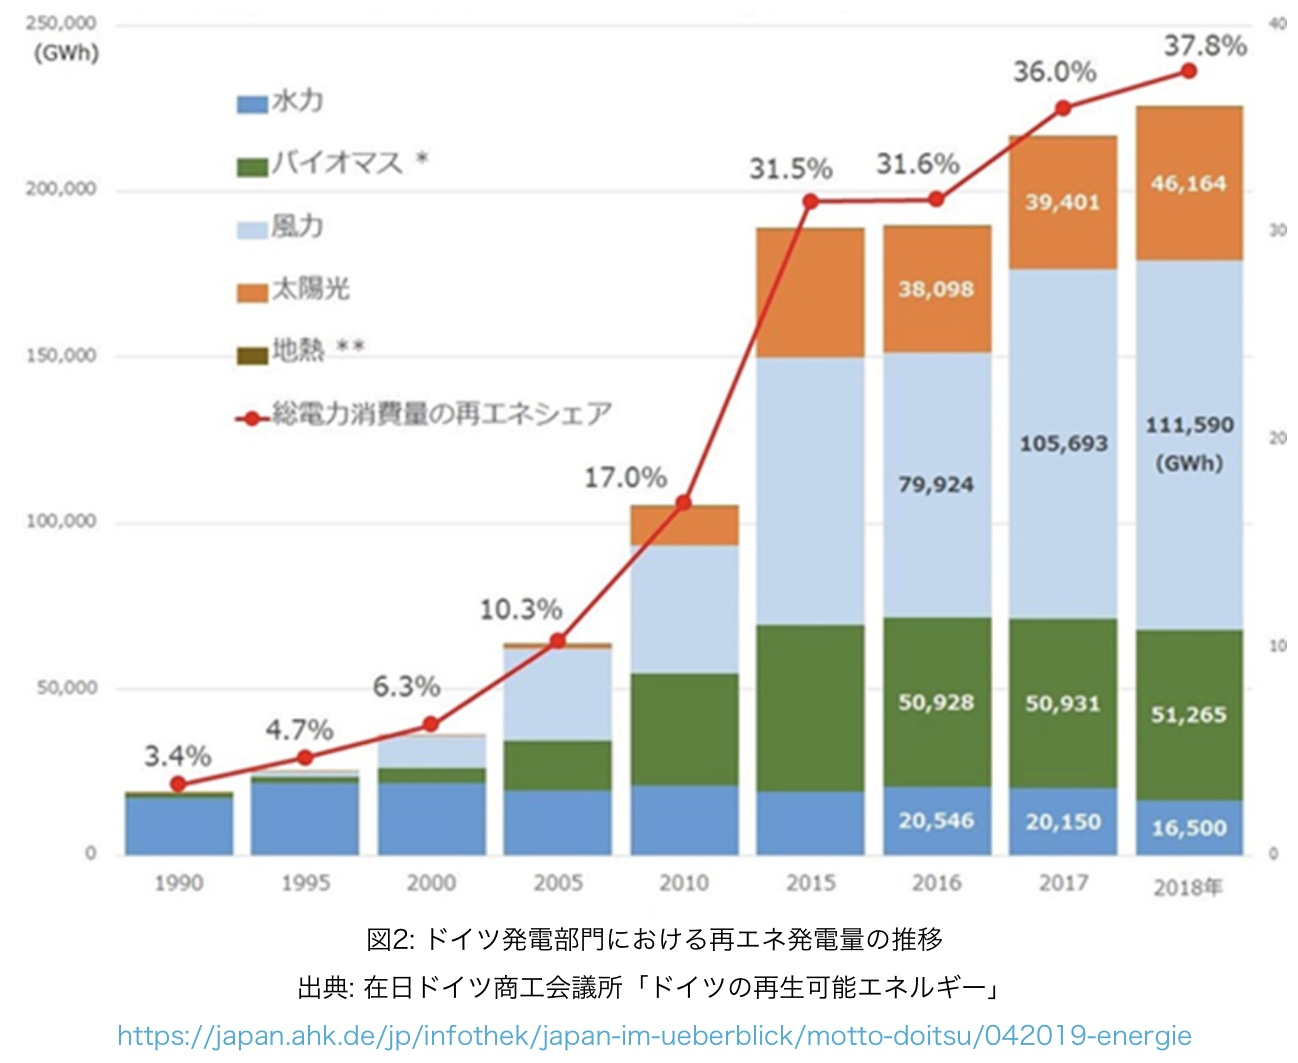 250,000
(GWh)
200,000
150,000
100,000
50,000
0
40
30
20
10
0
水力
バイオマス *
風力
太陽光
地熱 **
総電力消費量の再エネシェア
3.4%
4.7%
6.3%
10.3%
17.0%
31.5%
31.6%
36.0%
37.8%
38,098
79,924
50,928
20,546
39,401
105,693
50,931
20,150
46,164
111,590
(GWh)
51,265
16,500
1990 1995 2000 2005 2010 2015 2016 2017 2018年
図2: ドイツ発電部門における再エネ発電量の推移
出典: 在日ドイツ商工会議所「ドイツの再生可能エネルギー」
https://japan.ahk.de/jp/infothek/japan-im-ueberblick/motto-doitsu/042019-energie